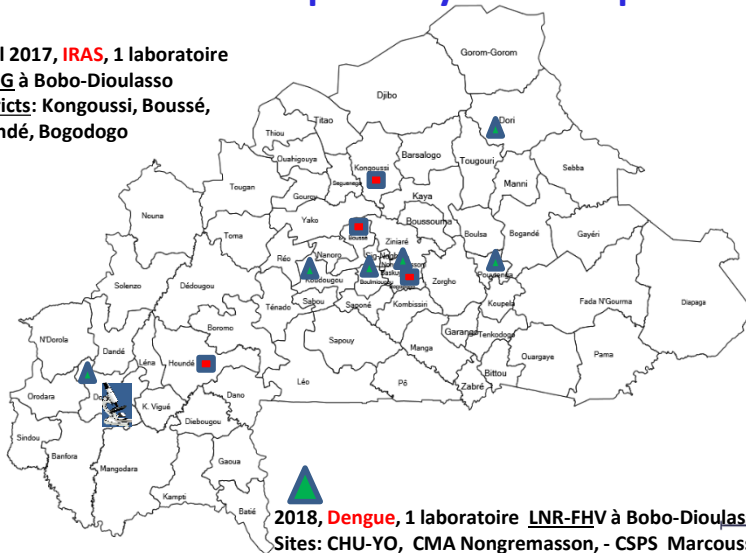 l 2017, IRAS, 1 laboratoire
G à Bobo-Dioulasso
icts: Kongoussi, Boussé,
ndé, Bogodogo
Gorom-Gorom
Djibo
Dori
Titao
Thiou
Ouahigouya
Kongoussi
Barsalogo
Tougouri
Sebba
Seguenega
Manni
Tougan
Gourcy
Kaya
Nouna
Yako
Boussouma
Boussé
Toma
Ziniaré
Boulsa
Bogandé
Gayéri
Réo
Nanoro
Solenzo
Dédougou
Koudougou
Zorgho
Pouytenga
Diapaga
Ténado
Sabou
Saponé
Kombissiri
Koupela
Fada N'Gourma
Boromo
N'Dorola
Dandé
Garango
Tenkodogo
Léna
Houndé
Sapouy
Manga
Ouargaye
Pama
Bittou
Orodara
Do
K. Vigué
Dano
Léo
Pô
Zabré
Diebougou
Sindou
Banfora
Mangodara
Gaoua
Kampti
Batié
2018, Dengue, 1 laboratoire LNR-FHV à Bobo-Dioulas
Sites: CHU-YO, CMA Nongremasson, - CSPS Marcouss